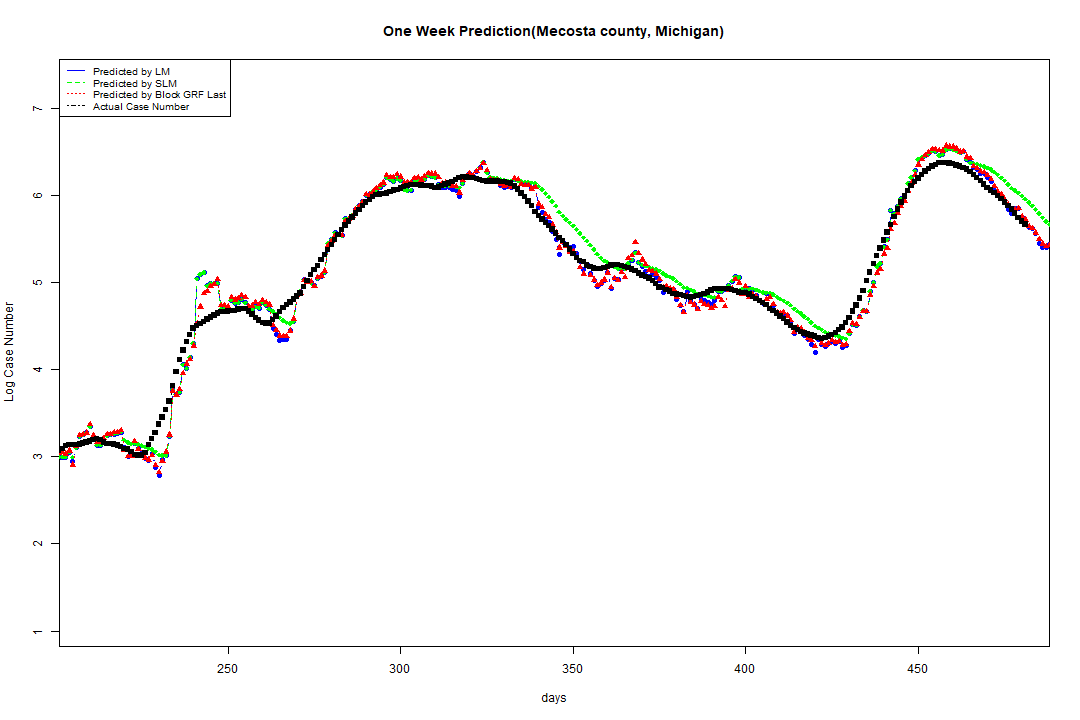 One Week Prediction(Mecosta county, Michigan)
Predicted by LM
Predicted by SLM
Predicted by Block GRF Last
Actual Case Number
7
6
5
4
3
2
1
Log Case Number
250 300 350 400 450
days